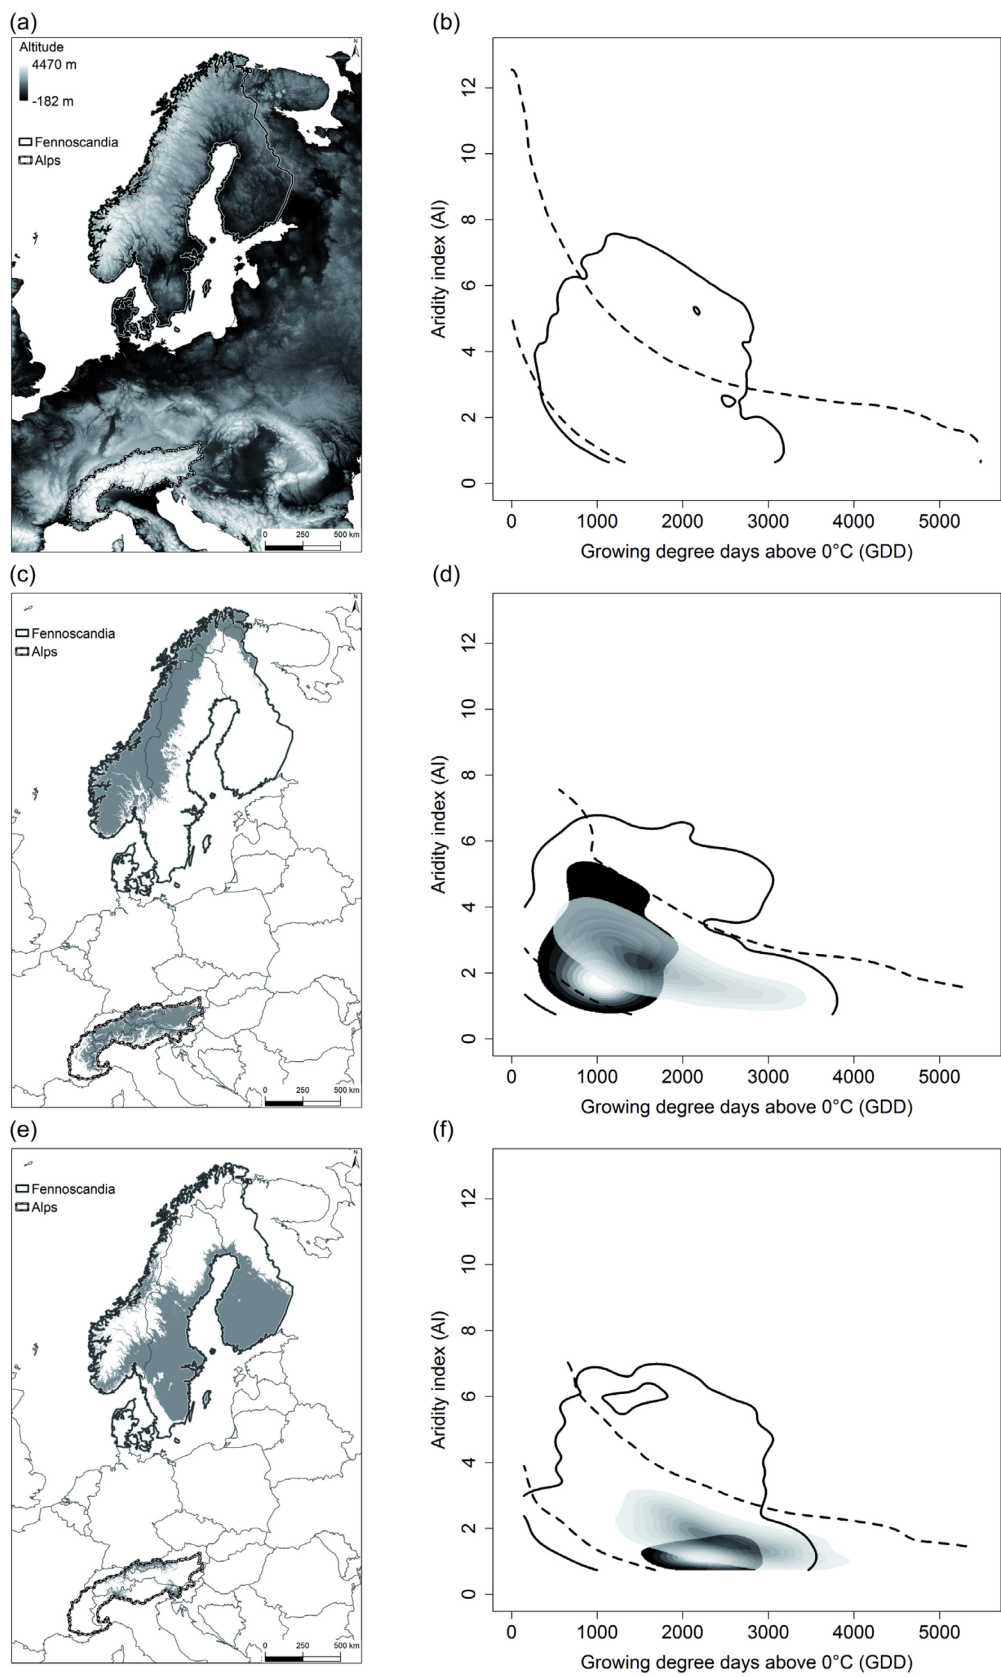 (a)
Altitude
4470 m
-182 m
Fennoscandia
Alps
N
0 250 500 km
(b)
Aridity index (AI)
0 2 4 6 8 10 12
0 1000 2000 3000 4000 5000
Growing degree days above 0°C (GDD)
(c)
Fennoscandia
Alps
N
0 250 500 km
(d)
Aridity index (AI)
0 2 4 6 8 10 12
0 1000 2000 3000 4000 5000
Growing degree days above 0°C (GDD)
(e)
Fennoscandia
Alps
N
0 250 500 km
(f)
Aridity index (AI)
0 2 4 6 8 10 12
0 1000 2000 3000 4000 5000
Growing degree days above 0°C (GDD)